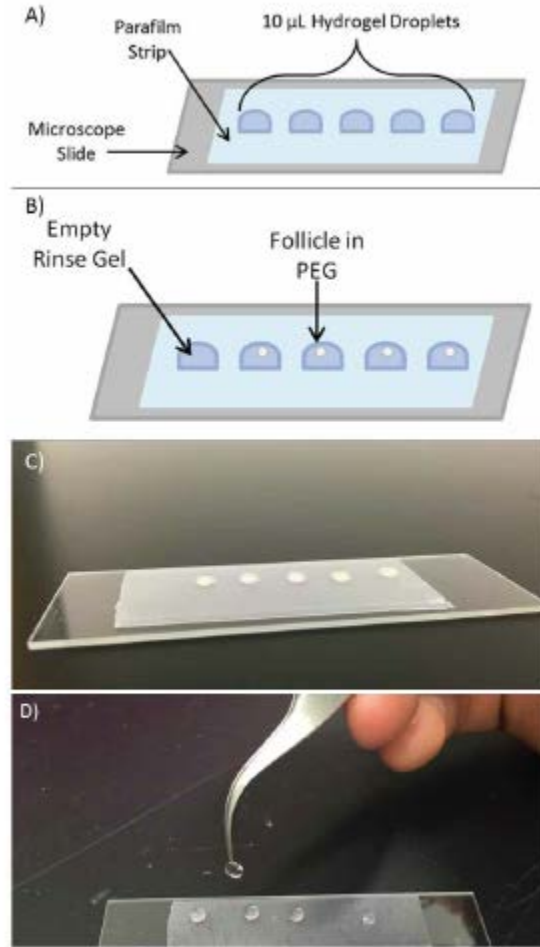 A)
Parafilm
Strip
10 µL Hydrogel Droplets
Microscope
Slide
B)
Empty
Rinse Gel
Follicle in
PEG
C)
D)